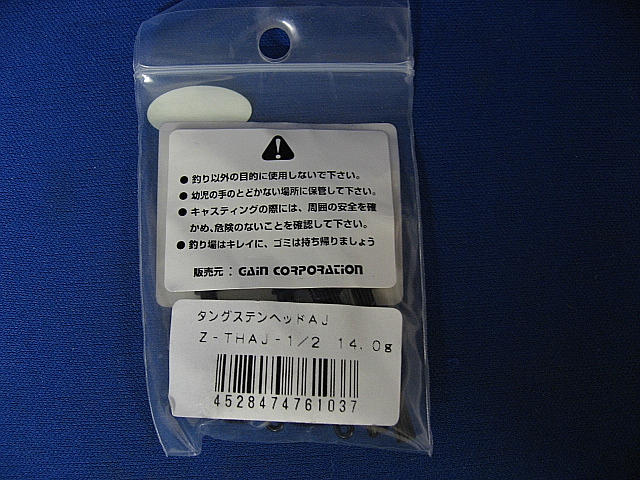 ● 釣り以外の目的に使用しないで下さい。
● 幼児の手のとどかない場所に保管して下さい。
● キャスティングの際には、周囲の安全を確
かめ、危険のないことを確認して下さい。
● 釣り場はキレイに、ゴミは持ち帰りましょう
販売元：GAIN CORPORATION
タングステンヘッドAJ
Z-THAJ-1/2 14.0g
4528474761037